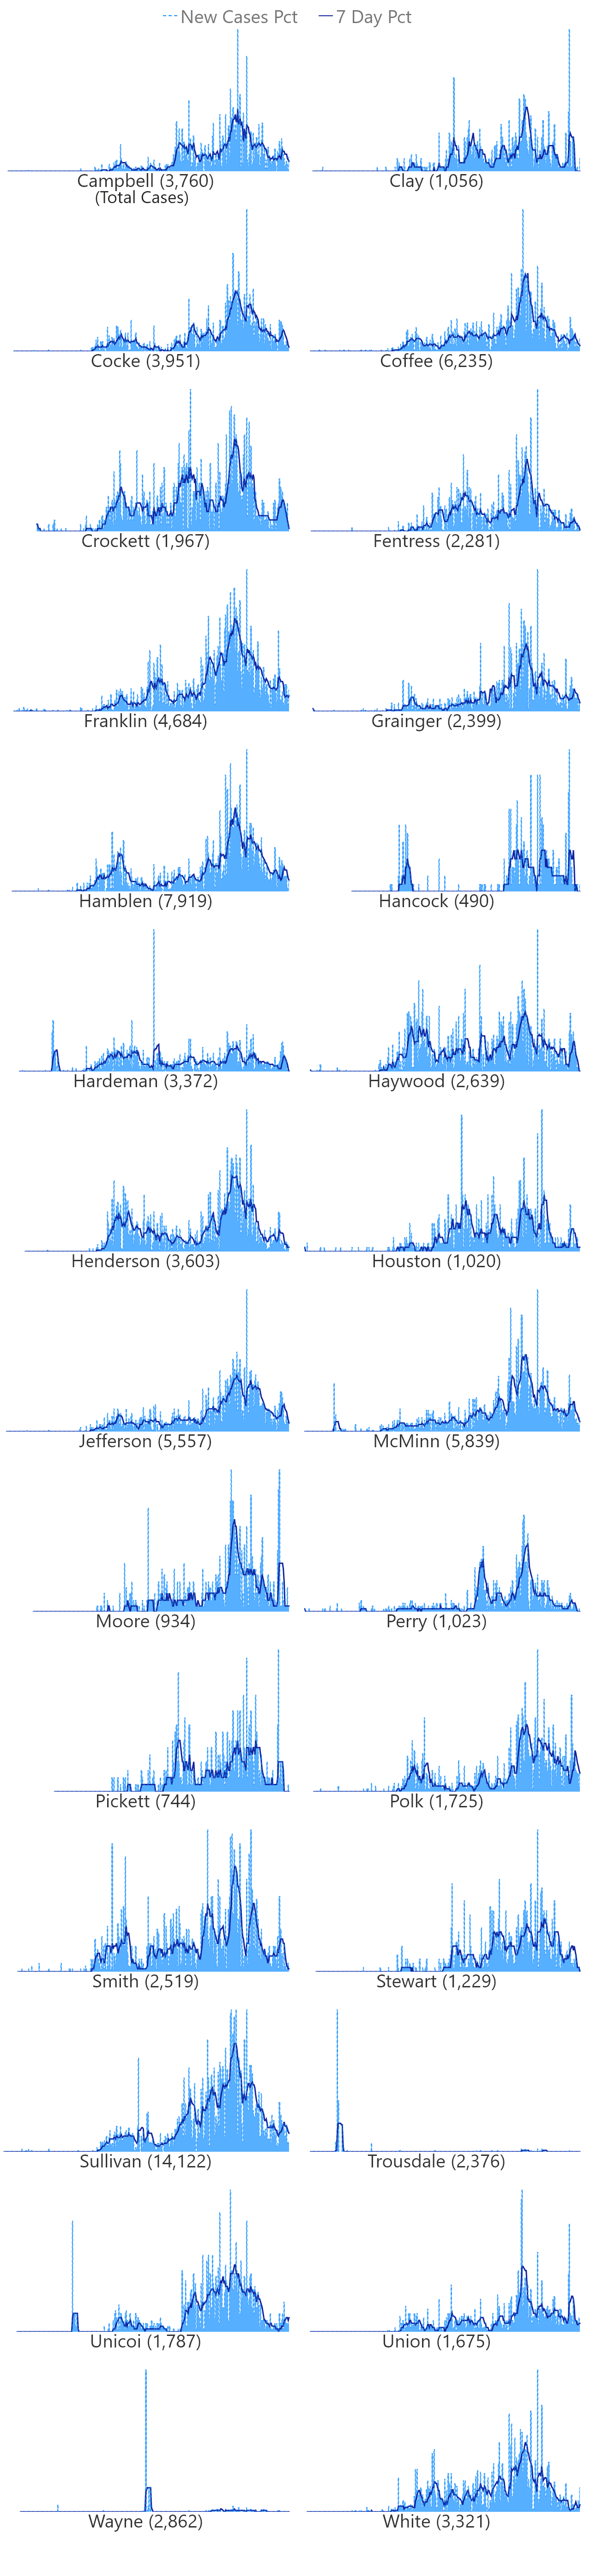 New Cases Pct 7 Day Pct
Campbell (3,760) Clay (1,056)
(Total Cases)
Cocke (3,951) Coffee (6,235)
Crockett (1,967) Fentress (2,281)
Franklin (4,684) Grainger (2,399)
Hamblen (7,919) Hancock (490)
Hardeman (3,372) Haywood (2,639)
Henderson (3,603) Houston (1,020)
Jefferson (5,557) McMinn (5,839)
Moore (934) Perry (1,023)
Pickett (744) Polk (1,725)
Smith (2,519) Stewart (1,229)
Sullivan (14,122) Trousdale (2,376)
Unicoi (1,787) Union (1,675)
Wayne (2,862) White (3,321)